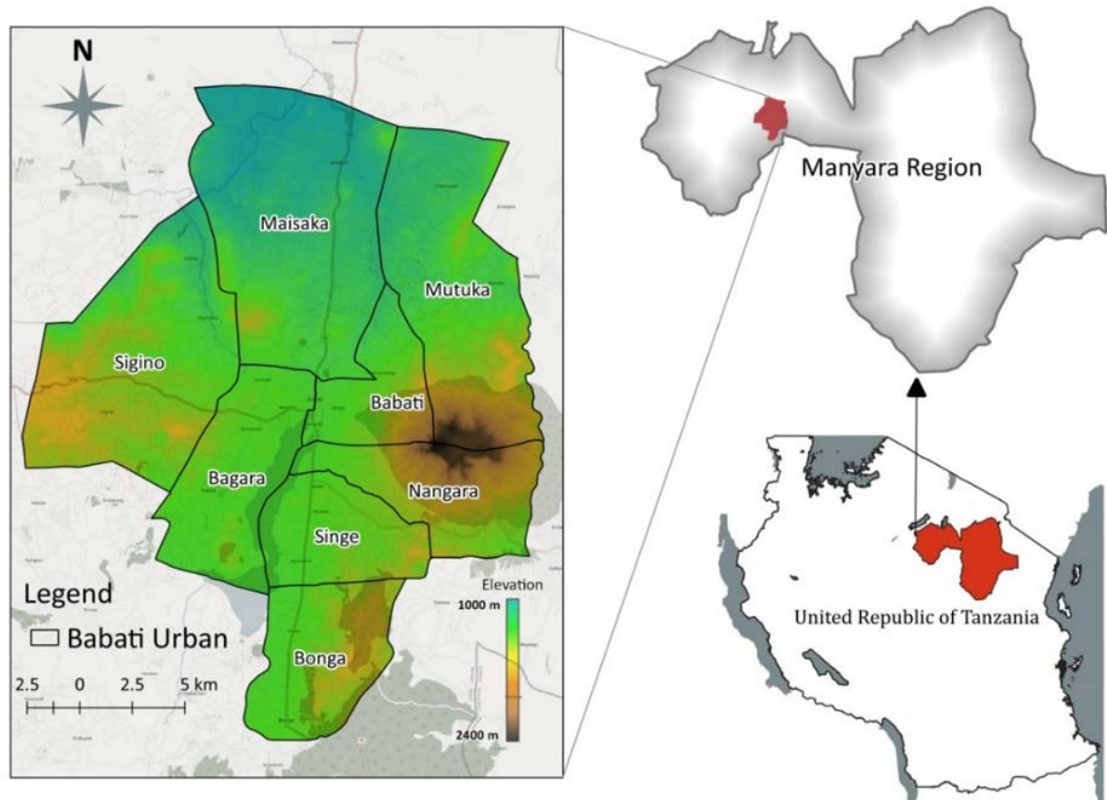 N
Maisaka
Mutuka
Sigino
Babati
Bagara
Nangara
Singe
Bonga
Legend
Babati Urban
2.5 0 2.5 5 km
Elevation
1000 m
2400 m
Manyara Region
United Republic of Tanzania